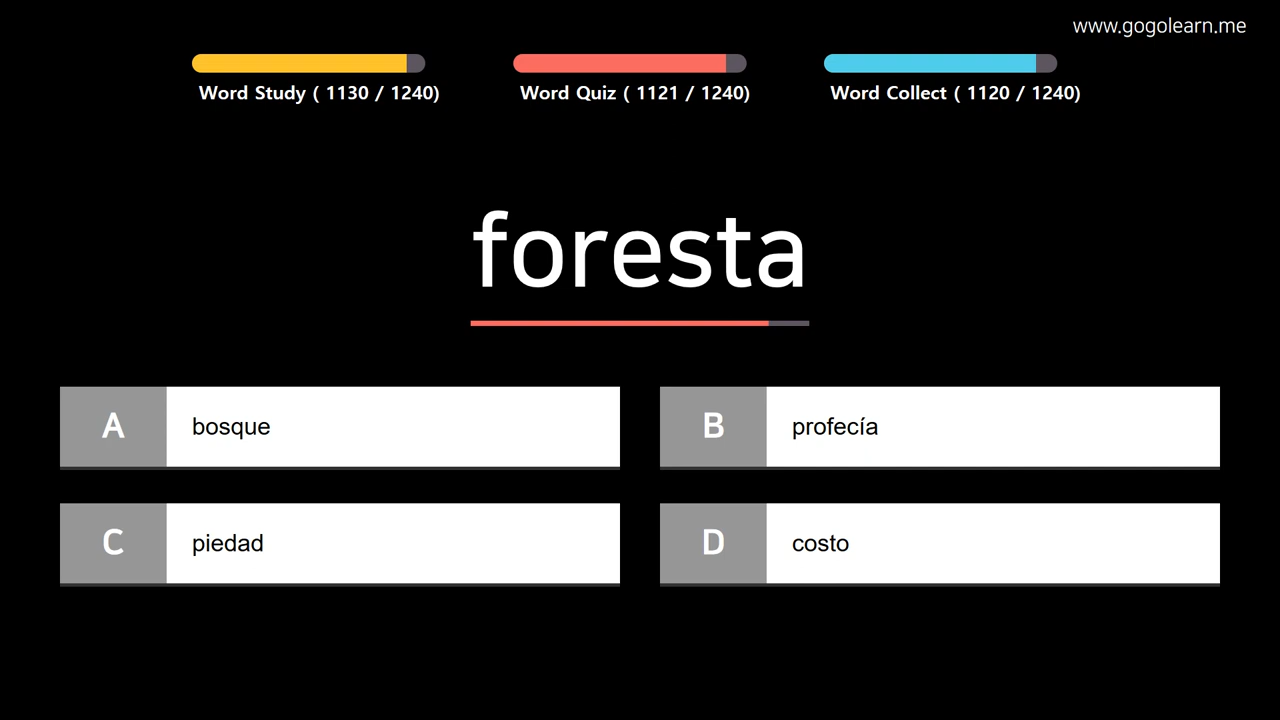 www.gogolearn.me
Word Study ( 1130 / 1240)
Word Quiz ( 1121 / 1240)
Word Collect ( 1120 / 1240)
foresta
A
bosque
B
profecía
C
piedad
D
costo